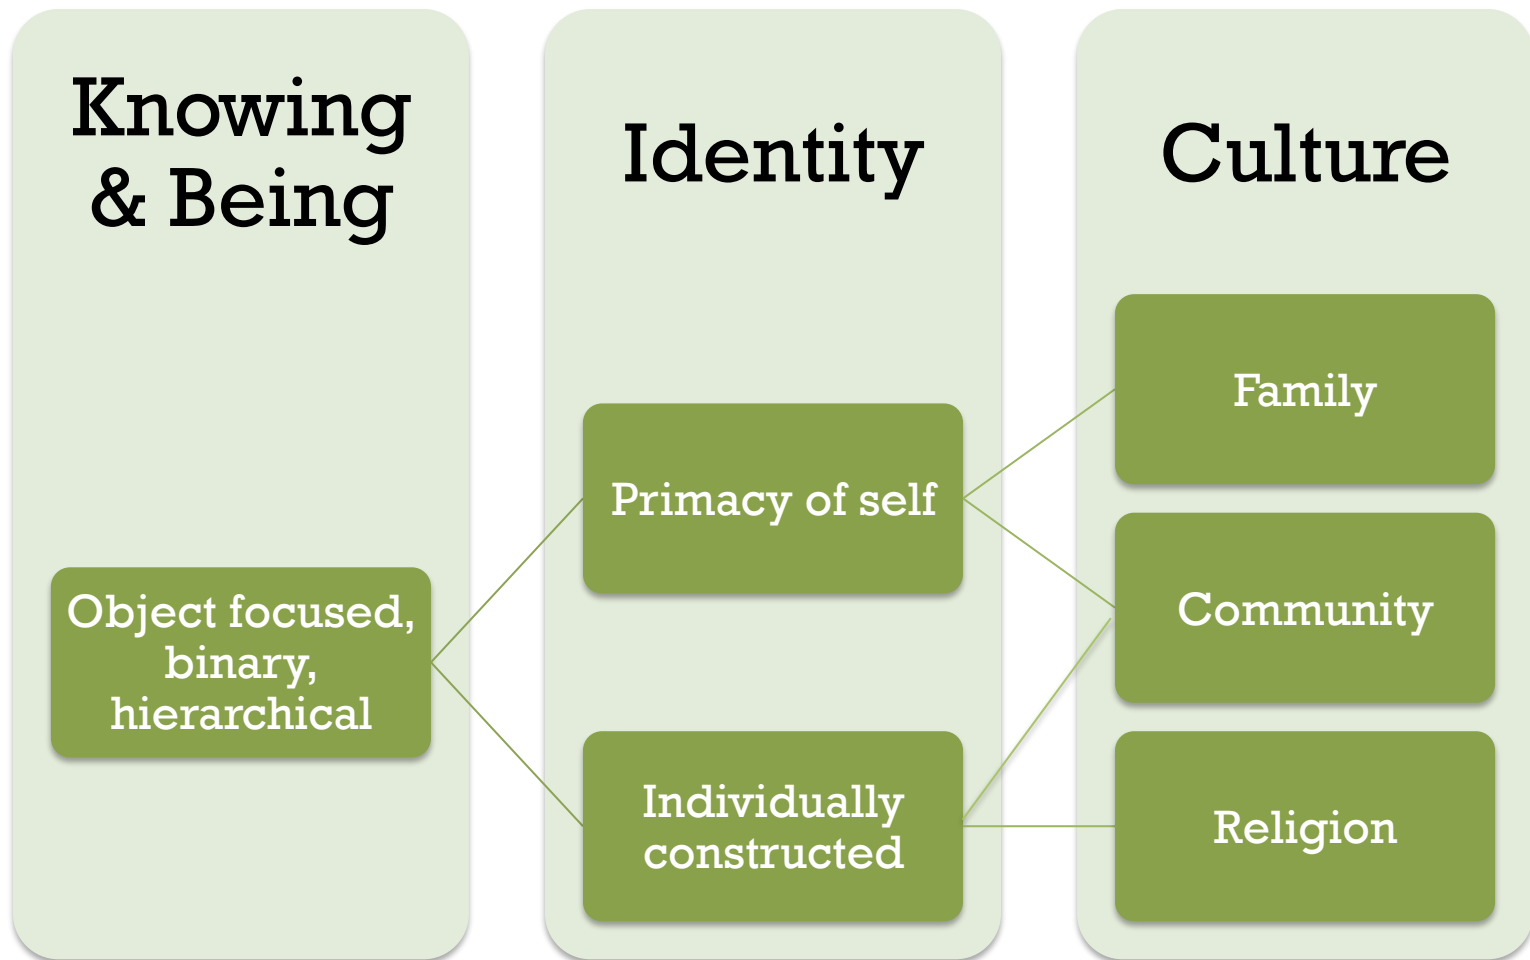 Knowing
& Being
Identity
Culture
Object focused,
binary,
hierarchical
Primacy of self
Individually
constructed
Family
Community
Religion